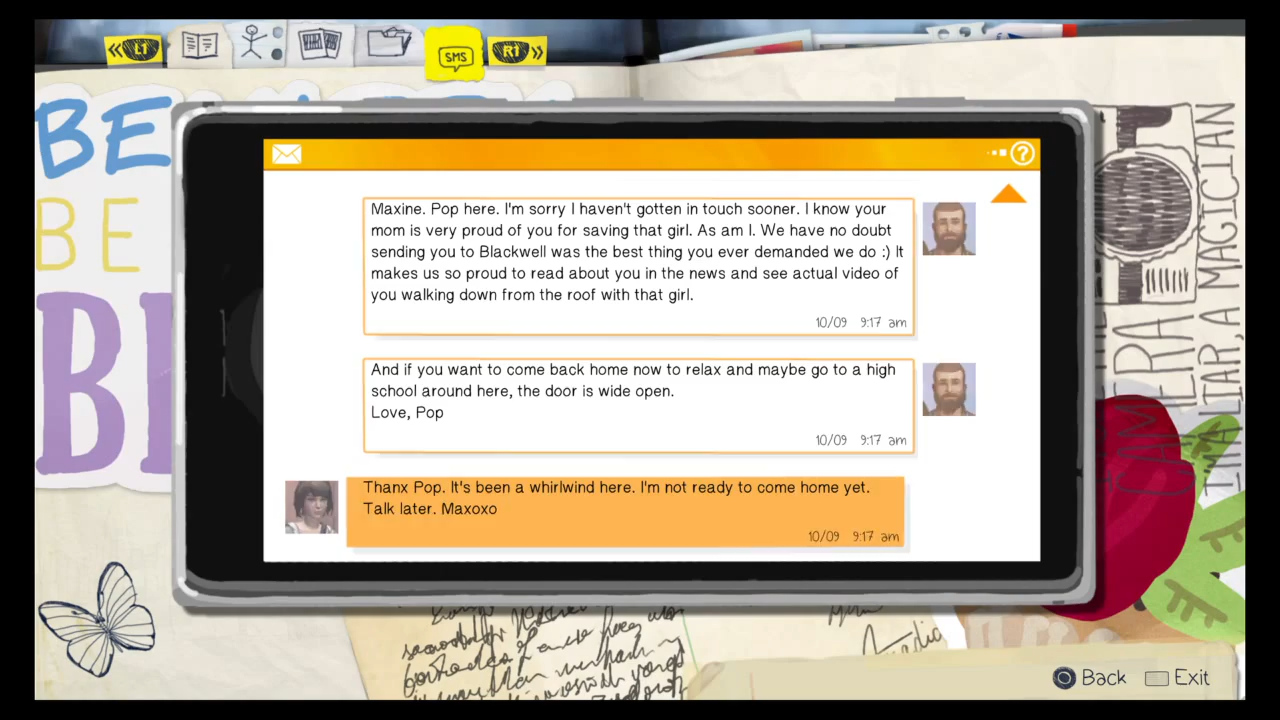 L1
SMS
R1
BE
BE
Maxine. Pop here. I'm sorry I haven't gotten in touch sooner. I know your
mom is very proud of you for saving that girl. As am I. We have no doubt
sending you to Blackwell was the best thing you ever demanded we do :) It
makes us so proud to read about you in the news and see actual video of
you walking down from the roof with that girl.
10/09 9:17 am
And if you want to come back home now to relax and maybe go to a high
school around here, the door is wide open.
Love, Pop
10/09 9:17 am
Thanx Pop. It's been a whirlwind here. I'm not ready to come home yet.
Talk later. Maxoxo
10/09 9:17 am
?
THE
CAMERA
I'M A LIAR, A MAGICIAN
Back
Exit